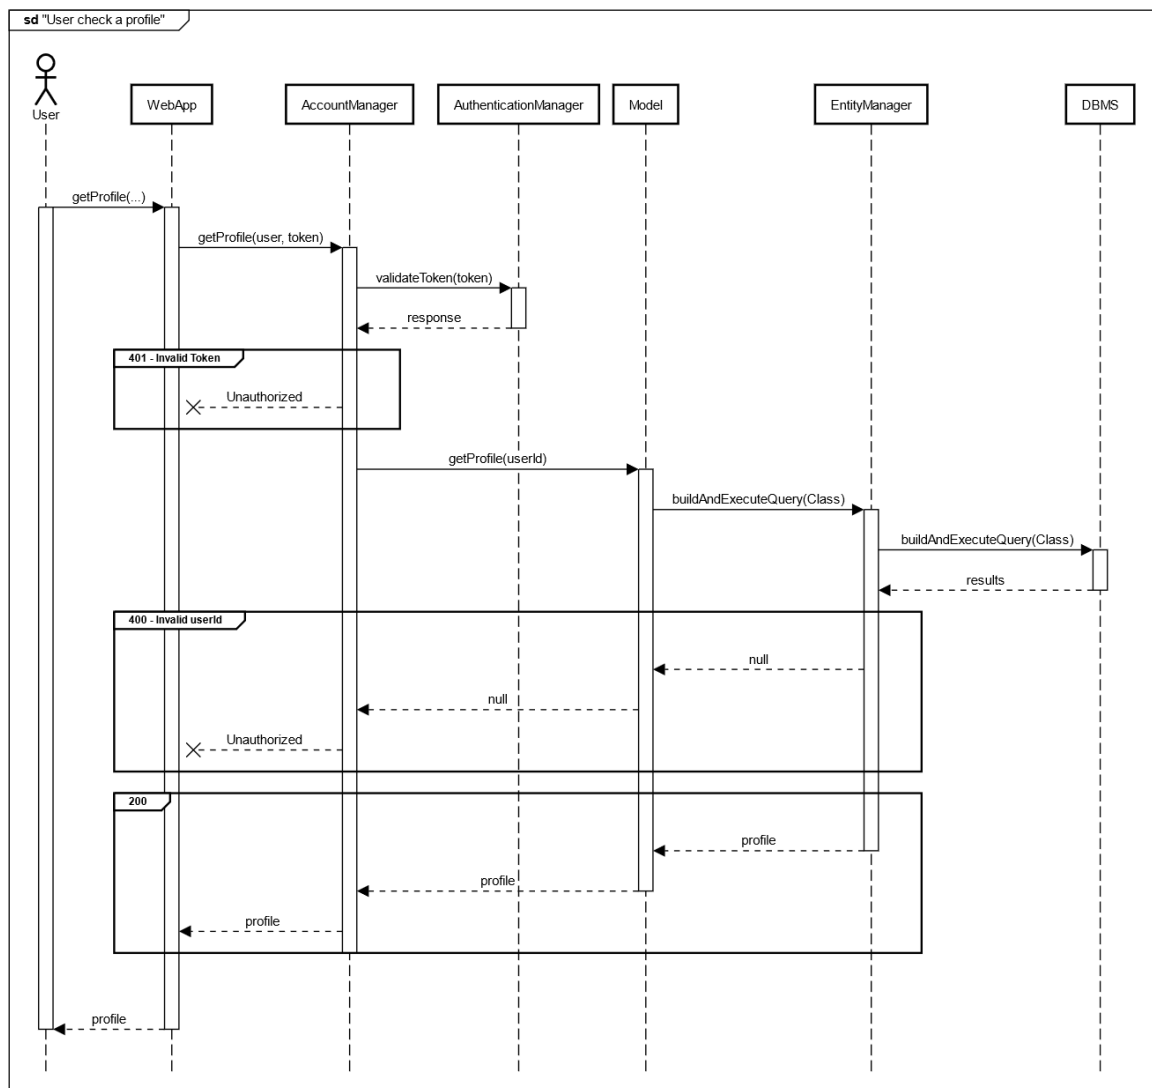 sd "User check a profile"
User
WebApp
AccountManager
AuthenticationManager
Model
EntityManager
DBMS
getProfile(...)
getProfile(user, token)
validateToken(token)
response
401 - Invalid Token
Unauthorized
getProfile(userId)
buildAndExecuteQuery(Class)
buildAndExecuteQuery(Class)
results
400 - Invalid userId
null
null
Unauthorized
200
profile
profile
profile
profile